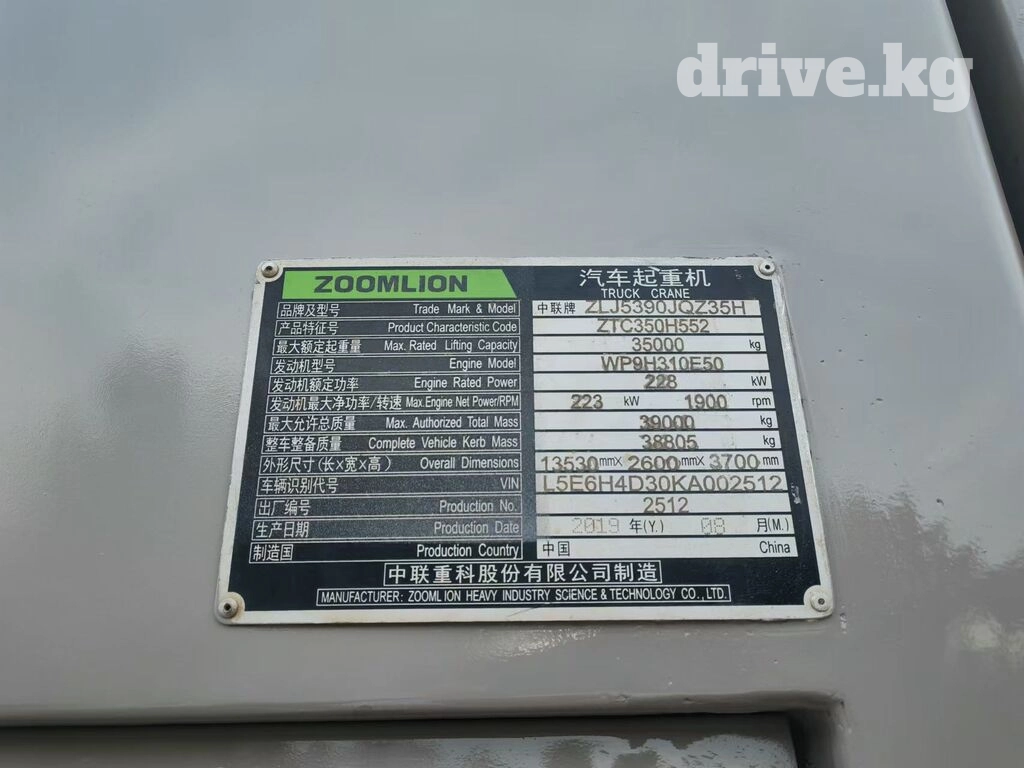 drive.kg
ZOOMLION 汽车起重机
TRUCK CRANE
品牌及型号 Trade Mark & Model 中联牌 ZLJ5390JQZ35H
产品特征号 Product Characteristic Code ZTC350H552
最大额定起重量 Max. Rated Lifting Capacity 35000 kg
发动机型号 Engine Model WP9H310E50
发动机额定功率 Engine Rated Power 228 kW
发动机最大净功率/转速 Max Engine Net Power/RPM 223 kW 1900 rpm
最大允许总质量 Max. Authorized Total Mass 39000 kg
整车整备质量 Complete Vehicle Kerb Mass 38805 kg
外形尺寸(长×宽×高) Overall Dimensions 13530mm× 2600mm× 3700mm
车辆识别代号 VIN L5E6H4D30KA002512
出厂编号 Production No. 2512
生产日期 Production Date 2019 年(Y.) 08 月(M.)
制造国 Production Country 中国 China
中联重科股份有限公司制造
MANUFACTURER: ZOOMLION HEAVY INDUSTRY SCIENCE & TECHNOLOGY CO., LTD.